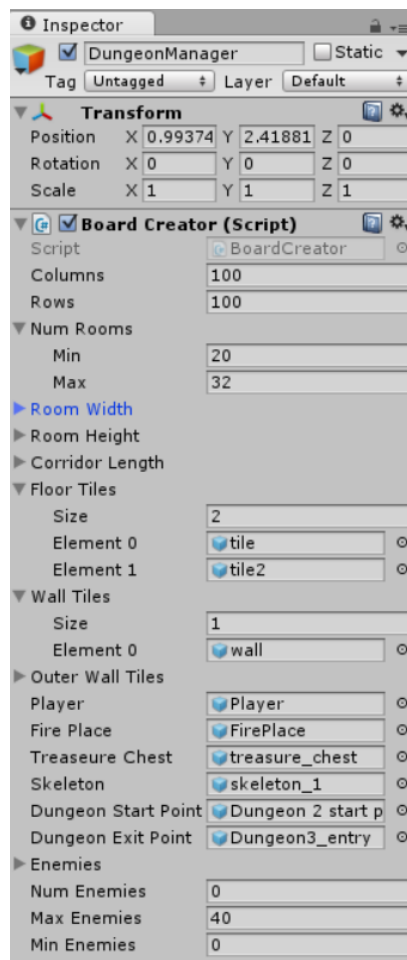 Inspector
DungeonManager Static
Tag Untagged Layer Default
Transform
Position X 0.99374 Y 2.41881 Z 0
Rotation X 0 Y 0 Z 0
Scale X 1 Y 1 Z 1
Board Creator (Script)
Script BoardCreator
Columns 100
Rows 100
Num Rooms
Min 20
Max 32
Room Width
Room Height
Corridor Length
Floor Tiles
Size 2
Element 0 tile
Element 1 tile2
Wall Tiles
Size 1
Element 0 wall
Outer Wall Tiles
Player Player
Fire Place FirePlace
Treaseure Chest treasure_chest
Skeleton skeleton_1
Dungeon Start Point Dungeon 2 start p
Dungeon Exit Point Dungeon3_entry
Enemies
Num Enemies 0
Max Enemies 40
Min Enemies 0